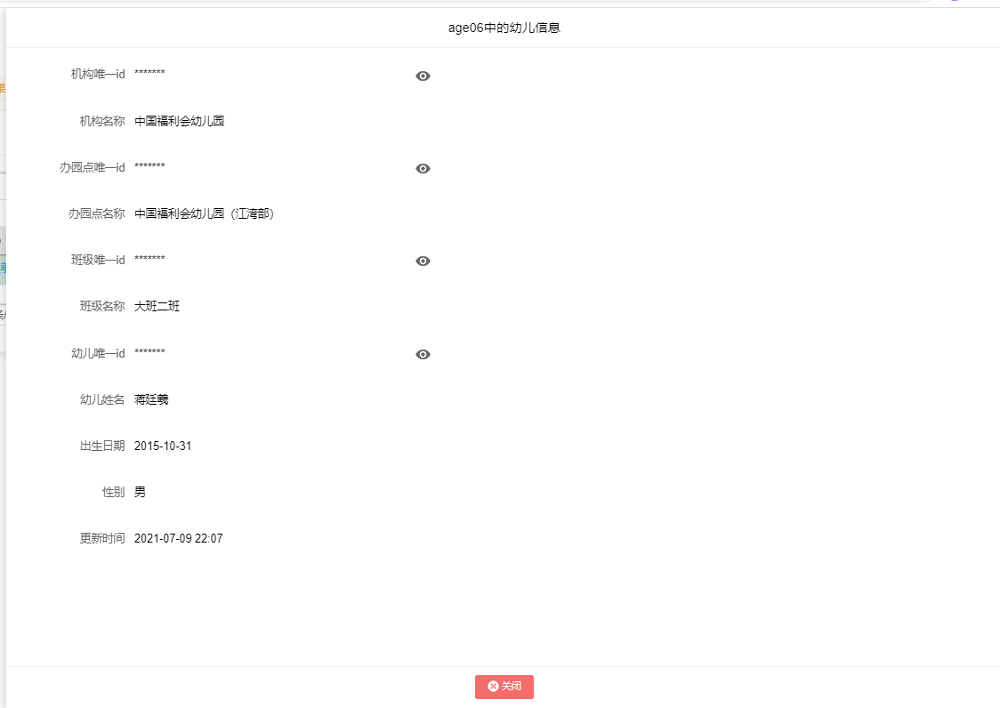 age06中的幼儿信息
机构唯一id *******
机构名称 中国福利会幼儿园
办园点唯一id *******
办园点名称 中国福利会幼儿园（江湾部）
班级唯一id *******
班级名称 大班二班
幼儿唯一id *******
幼儿姓名 蒋廷羲
出生日期 2015-10-31
性别 男
更新时间 2021-07-09 22:07
关闭